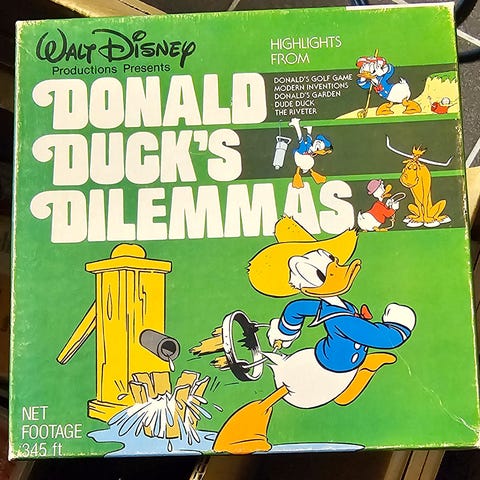 WALT DISNEY
Productions Presents
DONALD
DUCK'S
DILEMMAS
HIGHLIGHTS
FROM
DONALD'S GOLF GAME
MODERN INVENTIONS
DONALD'S GARDEN
DUDE DUCK
THE RIVETER
NET
FOOTAGE
345 ft.